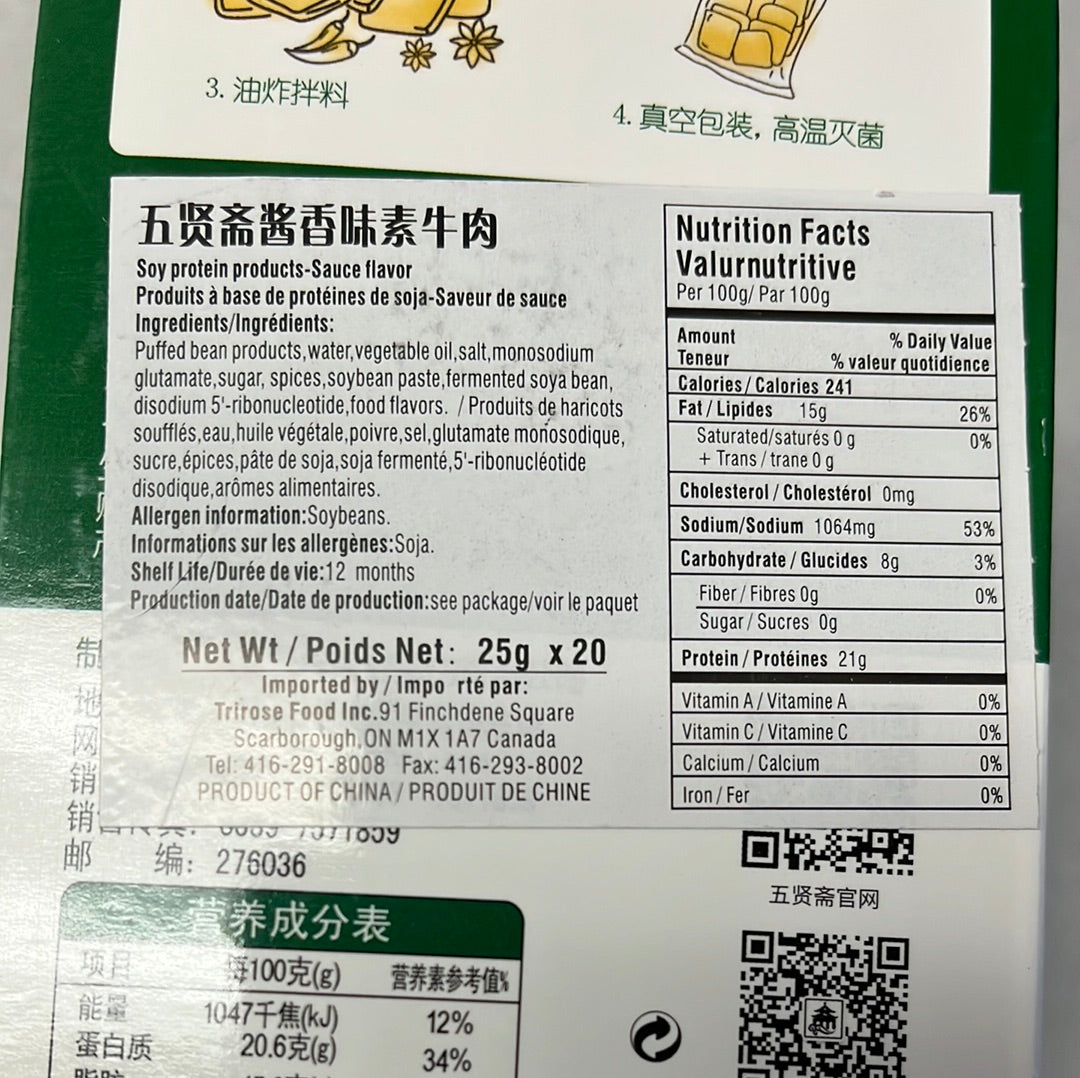 3. 油炸拌料
4. 真空包装, 高温灭菌
五贤斋酱香味素牛肉
Soy protein products-Sauce flavor
Produits à base de protéines de soja-Saveur de sauce
Ingredients/Ingrédients:
Puffed bean products,water,vegetable oil,salt,monosodium
glutamate,sugar, spices,soybean paste,fermented soya bean,
disodium 5'-ribonucleotide,food flavors. / Produits de haricots
soufflés,eau,huile végétale,poivre,sel,glutamate monosodique,
sucre,épices,pâte de soja,soja fermenté,5'-ribonucléotide
disodique,arômes alimentaires.
Allergen information:Soybeans.
Informations sur les allergènes:Soja.
Shelf Life/Durée de vie:12 months
Production date/Date de production:see package/voir le paquet
Net Wt / Poids Net: 25g x 20
Imported by / Impo rté par:
Trirose Food Inc.91 Finchdene Square
Scarborough,ON M1X 1A7 Canada
Tel: 416-291-8008 Fax: 416-293-8002
PRODUCT OF CHINA / PRODUIT DE CHINE
Nutrition Facts
Valurnutritive
Per 100g/ Par 100g
Amount % Daily Value
Teneur % valeur quotidience
Calories / Calories 241
Fat / Lipides 15g 26%
Saturated/saturés 0 g 0%
+ Trans / trane 0 g
Cholesterol / Cholestérol 0mg
Sodium/Sodium 1064mg 53%
Carbohydrate / Glucides 8g 3%
Fiber / Fibres 0g 0%
Sugar / Sucres 0g
Protein / Protéines 21g
Vitamin A / Vitamine A 0%
Vitamin C / Vitamine C 0%
Calcium / Calcium 0%
Iron / Fer 0%
制
地
网
销
销
邮 编: 276036
五贤斋官网
营养成分表
项目 每100克(g) 营养素参考值%
能量 1047千焦(kJ) 12%
蛋白质 20.6克(g) 34%